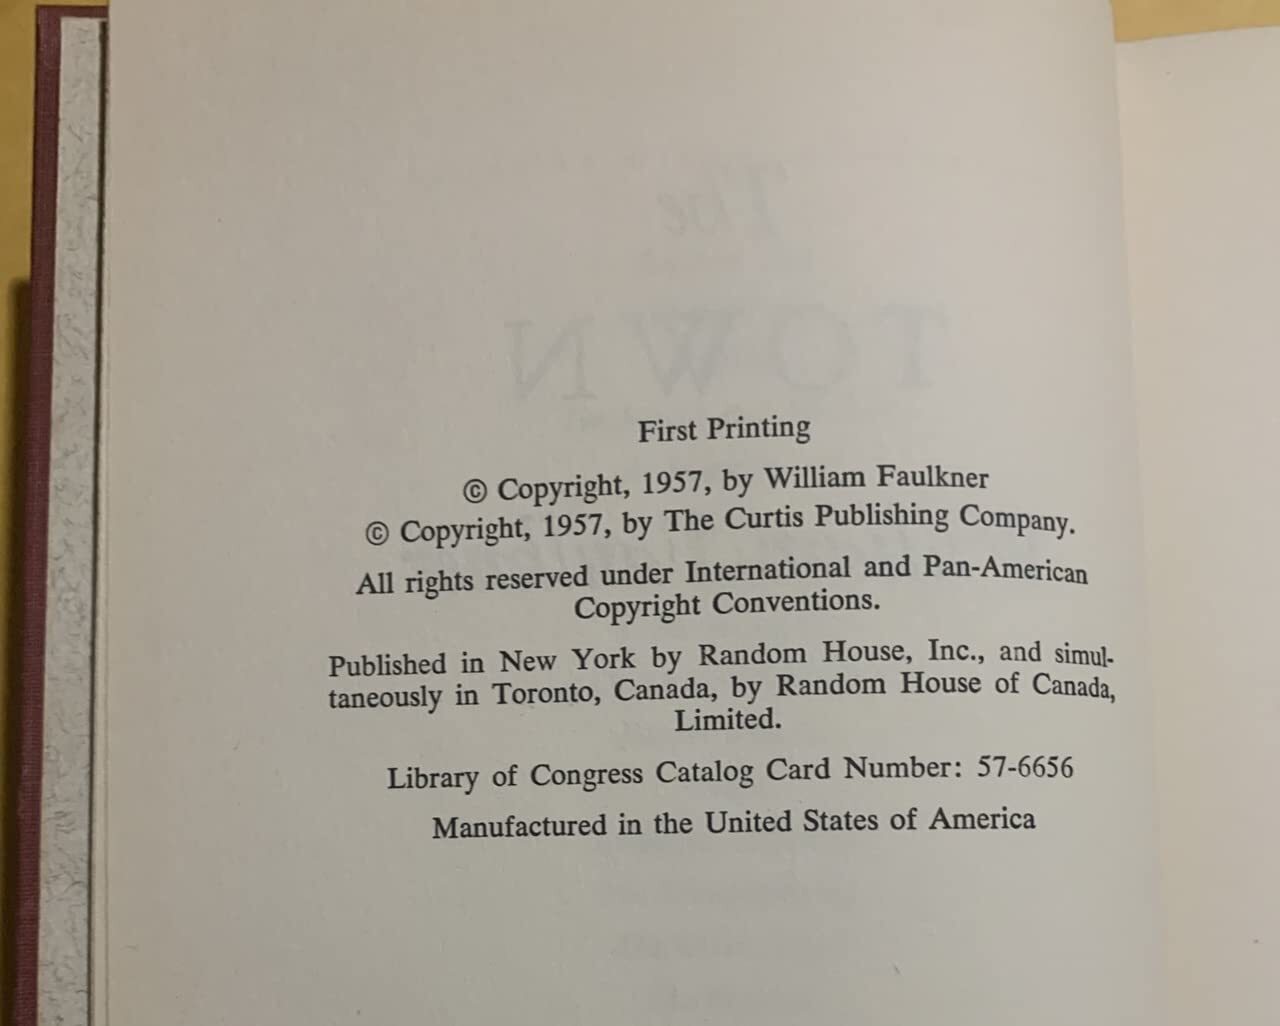 The
TOWN
First Printing
© Copyright, 1957, by William Faulkner
© Copyright, 1957, by The Curtis Publishing Company.
All rights reserved under International and Pan-American
Copyright Conventions.
Published in New York by Random House, Inc., and simul-
taneously in Toronto, Canada, by Random House of Canada,
Limited.
Library of Congress Catalog Card Number: 57-6656
Manufactured in the United States of America